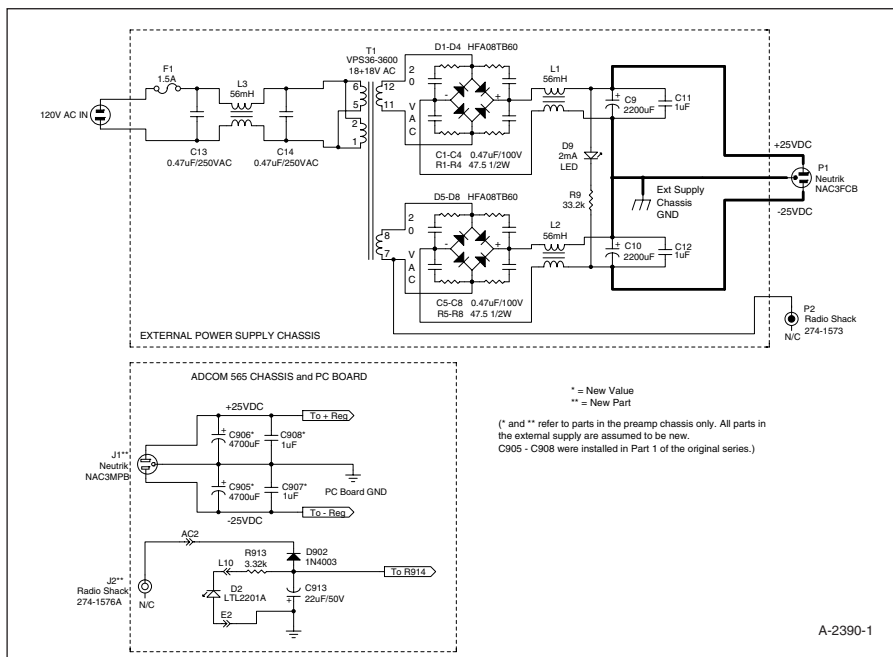 F1
1.5A
120V AC IN
L3
56mH
C13
0.47uF/250VAC
C14
0.47uF/250VAC
T1
VPS36-3600
18+18V AC
6
5
2
1
12
11
8
7
D1-D4 HFA08TB60
2
0
V
A
C
-
+
C1-C4 0.47uF/100V
R1-R4 47.5 1/2W
L1
56mH
D9
2mA
LED
R9
33.2k
+
C9
2200uF
C11
1uF
+25VDC
P1
Neutrik
NAC3FCB
-25VDC
Ext Supply
Chassis
GND
D5-D8 HFA08TB60
2
0
V
A
C
-
+
C5-C8 0.47uF/100V
R5-R8 47.5 1/2W
L2
56mH
+
C10
2200uF
C12
1uF
P2
Radio Shack
274-1573
N/C
EXTERNAL POWER SUPPLY CHASSIS
ADCOM 565 CHASSIS and PC BOARD
+25VDC
To + Reg
J1**
Neutrik
NAC3MPB
+
C906*
4700uF
C908*
1uF
+
C905*
4700uF
C907*
1uF
PC Board GND
-25VDC
To - Reg
AC2
J2**
Radio Shack
274-1576A
N/C
L10
R913
3.32k
D902
1N4003
To R914
D2
LTL2201A
E2
C913
22uF/50V
+
* = New Value
** = New Part
(* and ** refer to parts in the preamp chassis only. All parts in
the external supply are assumed to be new.
C905 - C908 were installed in Part 1 of the original series.)
A-2390-1